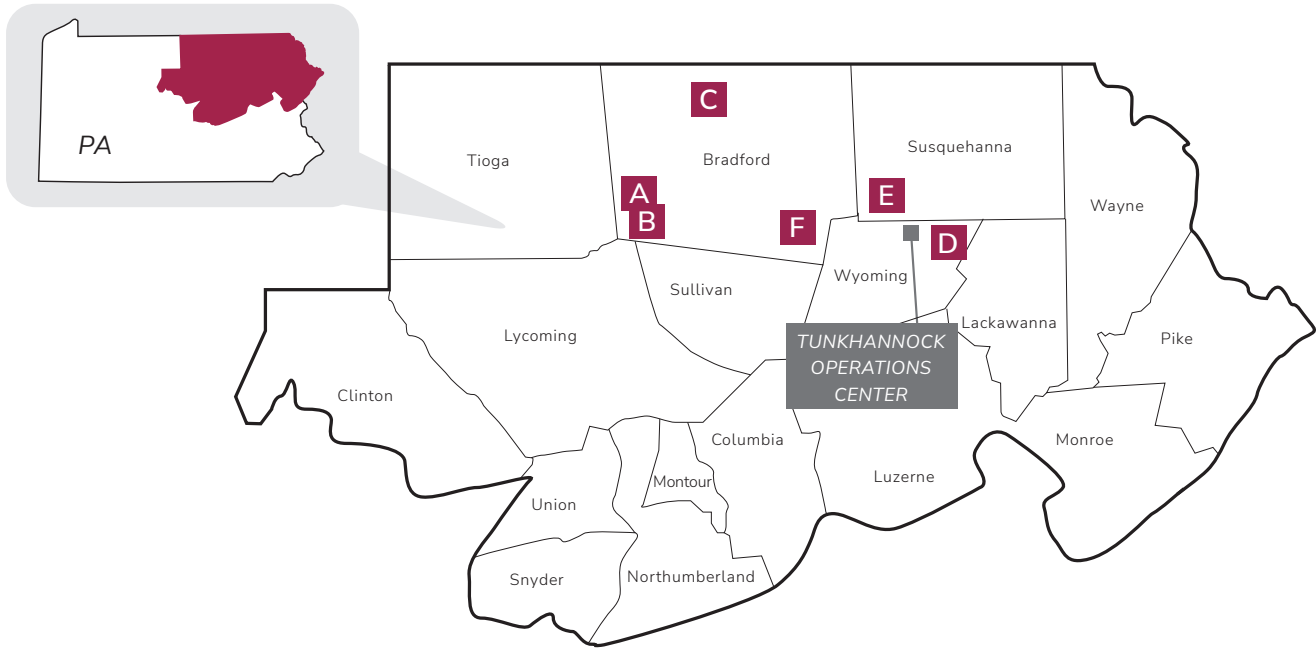 PA
C
Tioga
Bradford
Susquehanna
A
E
Wayne
B
F
D
Wyoming
Sullivan
Lackawanna
Lycoming
Pike
TUNKHANNOCK
OPERATIONS
CENTER
Clinton
Columbia
Monroe
Montour
Luzerne
Union
Snyder
Northumberland